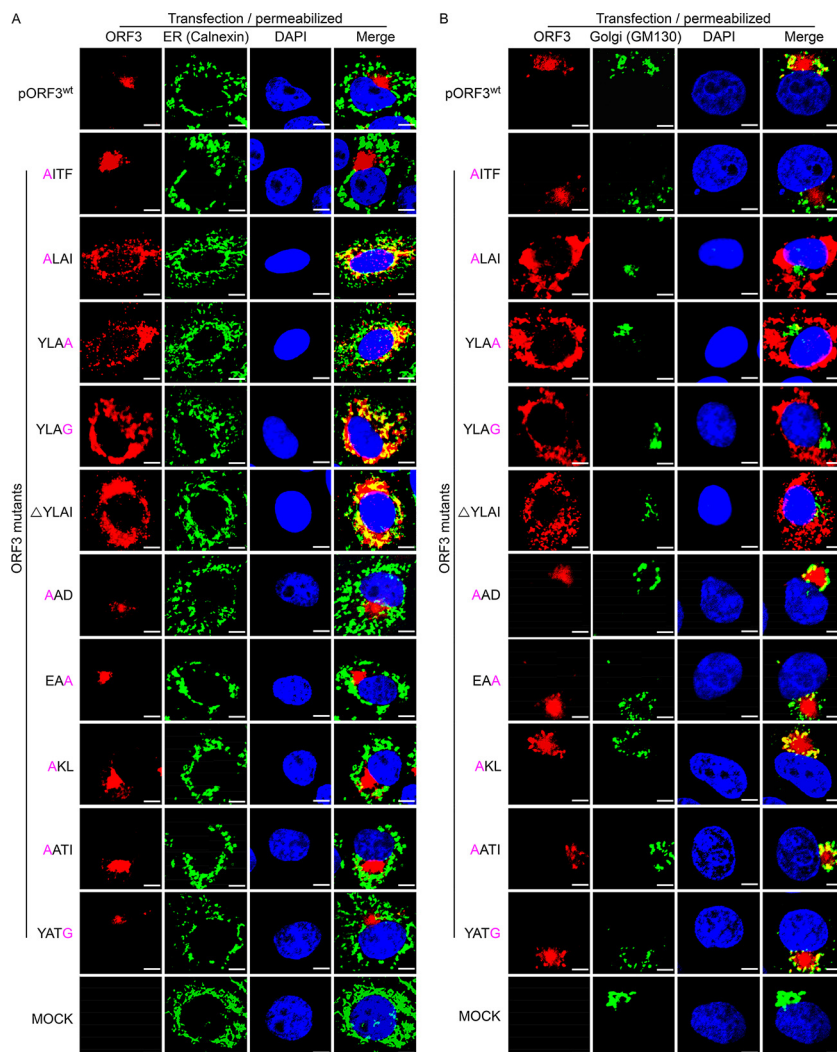 A
Transfection / permeabilized
ORF3 ER (Calnexin) DAPI Merge
pORF3wt
AITF
ALAI
YLAA
YLAG
△YLAI
AAD
EAA
AKL
AATI
YATG
MOCK
ORF3 mutants
B
Transfection / permeabilized
ORF3 Golgi (GM130) DAPI Merge
pORF3wt
AITF
ALAI
YLAA
YLAG
△YLAI
AAD
EAA
AKL
AATI
YATG
MOCK
ORF3 mutants